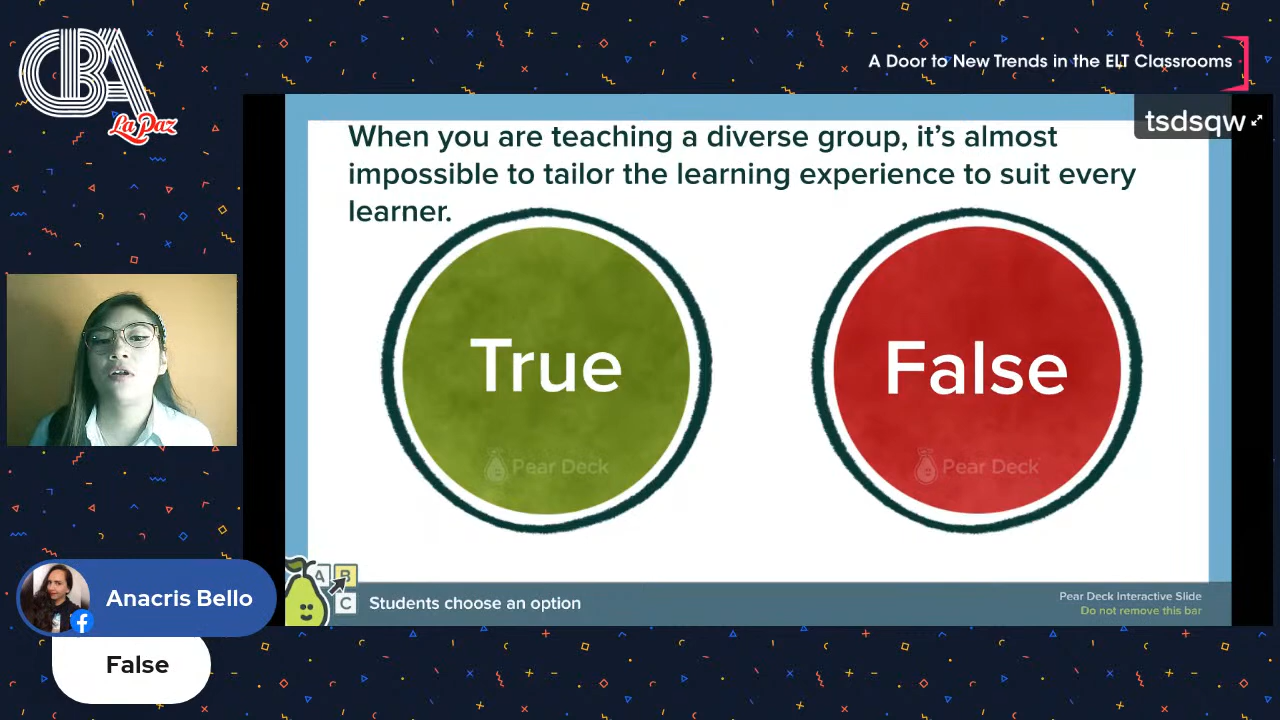 CBA
La Paz
A Door to New Trends in the ELT Classrooms
tsdsqw
When you are teaching a diverse group, it’s almost
impossible to tailor the learning experience to suit every
learner.
True
False
Pear Deck
Pear Deck
A
B
C
Students choose an option
Pear Deck Interactive Slide
Do not remove this bar
Anacris Bello
False